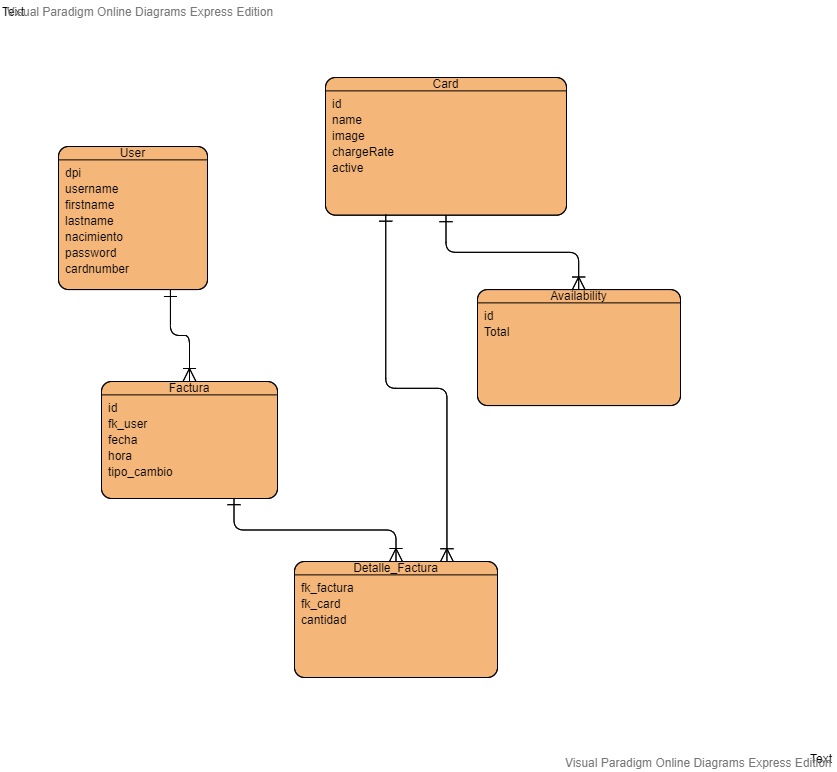 Text
Visual Paradigm Online Diagrams Express Edition
Card
id
name
image
chargeRate
active
User
dpi
username
firstname
lastname
nacimiento
password
cardnumber
Availability
id
Total
Factura
id
fk_user
fecha
hora
tipo_cambio
Detalle_Factura
fk_factura
fk_card
cantidad
Text
Visual Paradigm Online Diagrams Express Edition